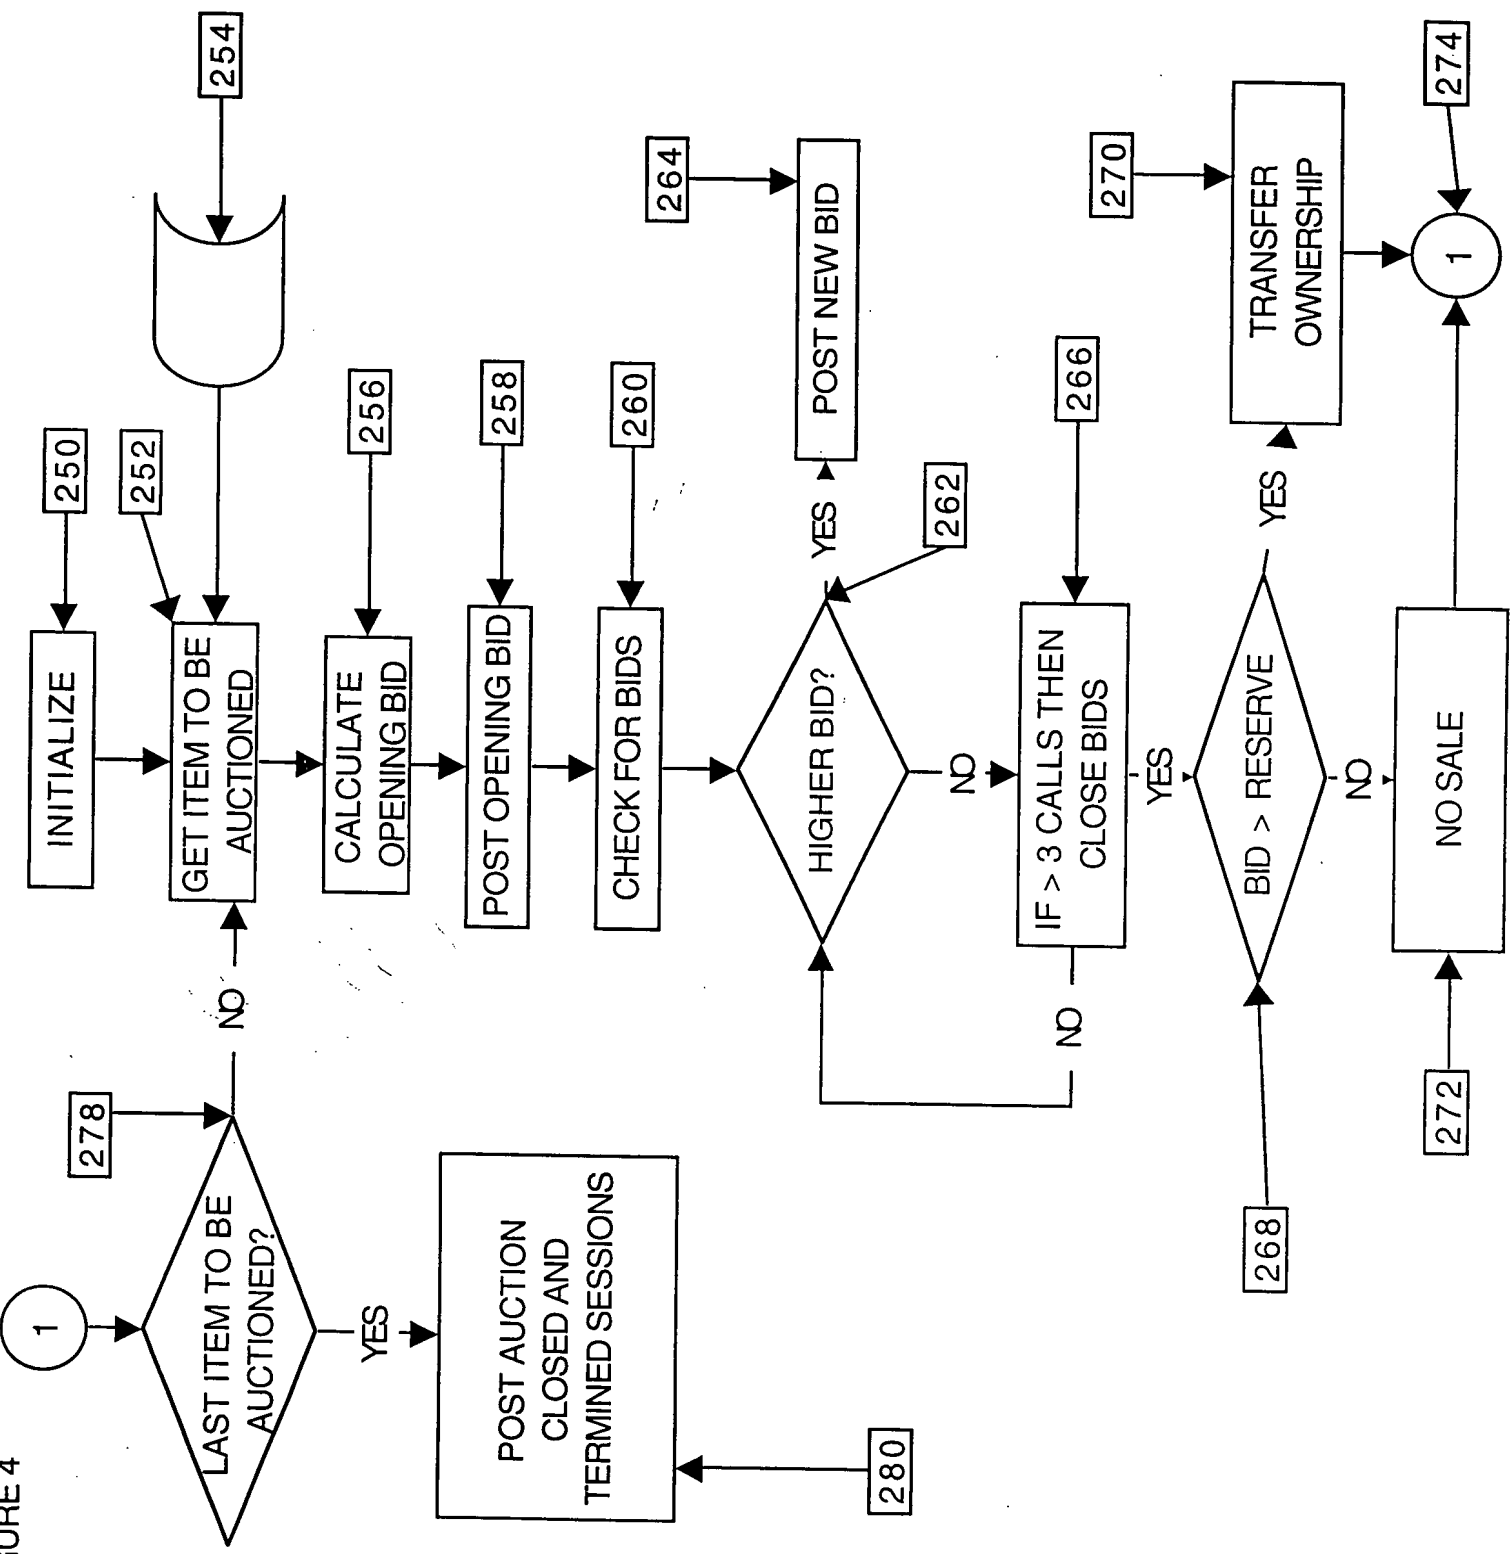 GURE 4
1
278
LAST ITEM TO BE
AUCTIONED?
NO
YES
POST AUCTION
CLOSED AND
TERMINED SESSIONS
280
250
INITIALIZE
252
254
GET ITEM TO BE
AUCTIONED
256
CALCULATE
OPENING BID
258
POST OPENING BID
260
CHECK FOR BIDS
264
HIGHER BID?
YES
POST NEW BID
262
NO
266
IF > 3 CALLS THEN
CLOSE BIDS
NO
YES
270
268
BID > RESERVE
YES
TRANSFER
OWNERSHIP
NO
272
NO SALE
274
1